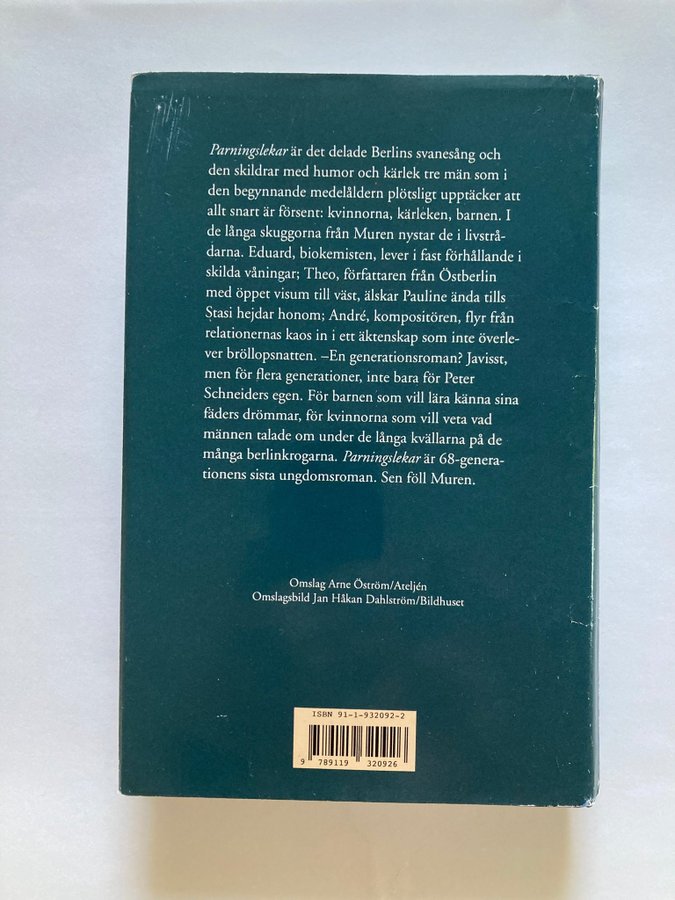 Parningslekar är det delade Berlins svanesång och
den skildrar med humor och kärlek tre män som i
den begynnande medelåldern plötsligt upptäcker att
allt snart är försent: kvinnorna, kärleken, barnen. I
de långa skuggorna från Muren nystar de i livstrå-
darna. Eduard, biokemisten, lever i fast förhållande i
skilda våningar; Theo, författaren från Östberlin
med öppet visum till väst, älskar Pauline ända tills
Stasi hejdar honom; André, kompositören, flyr från
relationernas kaos in i ett äktenskap som inte överle-
ver bröllopsnatten. –En generationsroman? Javisst,
men för flera generationer, inte bara för Peter
Schneiders egen. För barnen som vill lära känna sina
fäders drömmar, för kvinnorna som vill veta vad
männen talade om under de långa kvällarna på de
många berlinkrogarna. Parningslekar är 68-genera-
tionens sista ungdomsroman. Sen föll Muren.
Omslag Arne Öström/Ateljén
Omslagsbild Jan Håkan Dahlström/Bildhuset
ISBN 91-1-932092-2
9 789119 320926